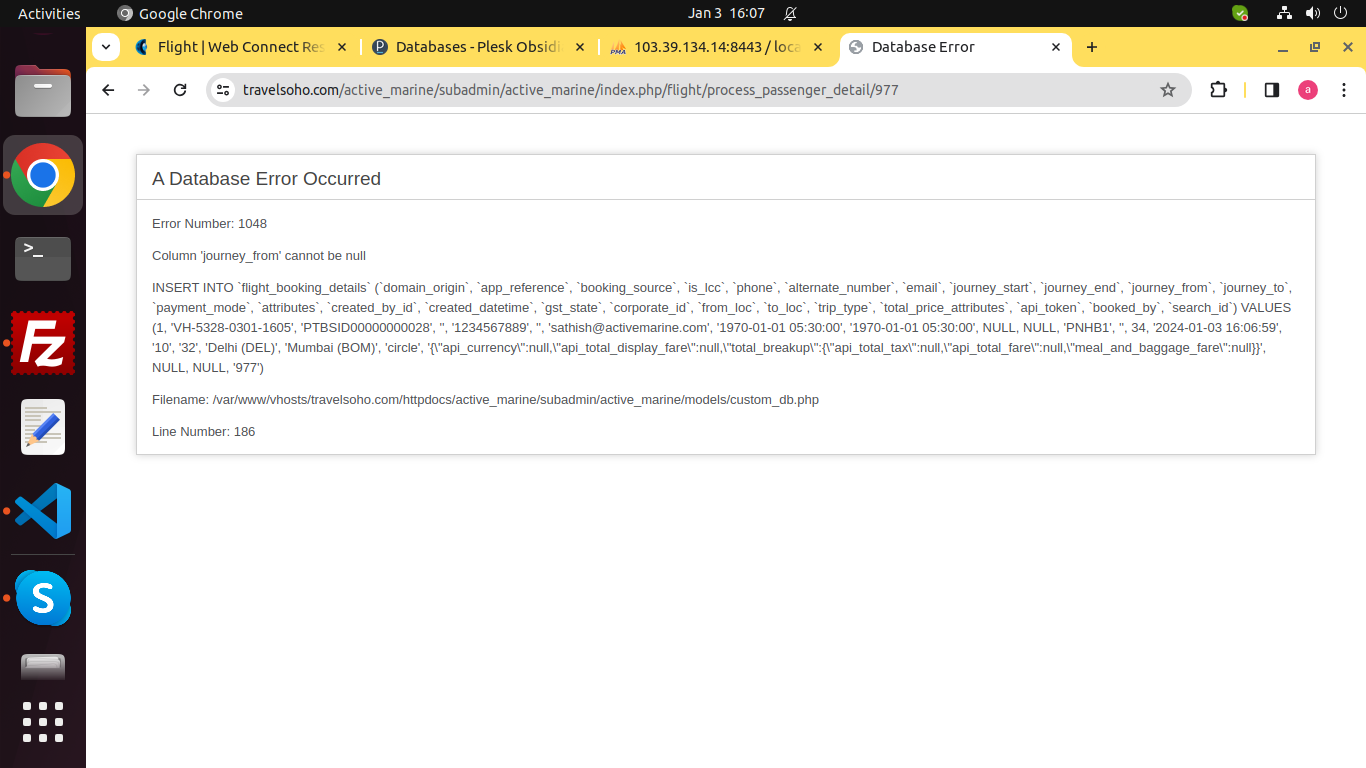 Activities
Google Chrome
Jan 3 16:07
Flight | Web Connect Res
Databases - Plesk Obsidi
PMA
103.39.134.14:8443 / loca
Database Error
travelsoho.com/active_marine/subadmin/active_marine/index.php/flight/process_passenger_detail/977
a
A Database Error Occurred
Error Number: 1048
Column 'journey_from' cannot be null
INSERT INTO `flight_booking_details` (`domain_origin`, `app_reference`, `booking_source`, `is_lcc`, `phone`, `alternate_number`, `email`, `journey_start`, `journey_end`, `journey_from`, `journey_to`,
`payment_mode`, `attributes`, `created_by_id`, `created_datetime`, `gst_state`, `corporate_id`, `from_loc`, `to_loc`, `trip_type`, `total_price_attributes`, `api_token`, `booked_by`, `search_id`) VALUES
(1, 'VH-5328-0301-1605', 'PTBSID00000000028', '', '1234567889', '', 'sathish@activemarine.com', '1970-01-01 05:30:00', '1970-01-01 05:30:00', NULL, NULL, 'PNHB1', '', 34, '2024-01-03 16:06:59',
'10', '32', 'Delhi (DEL)', 'Mumbai (BOM)', 'circle', '{\"api_currency\":null,\"api_total_display_fare\":null,\"total_breakup\":{\"api_total_tax\":null,\"api_total_fare\":null,\"meal_and_baggage_fare\":null}}',
NULL, NULL, '977')
Filename: /var/www/vhosts/travelsoho.com/httpdocs/active_marine/subadmin/active_marine/models/custom_db.php
Line Number: 186
>_
Fz
S